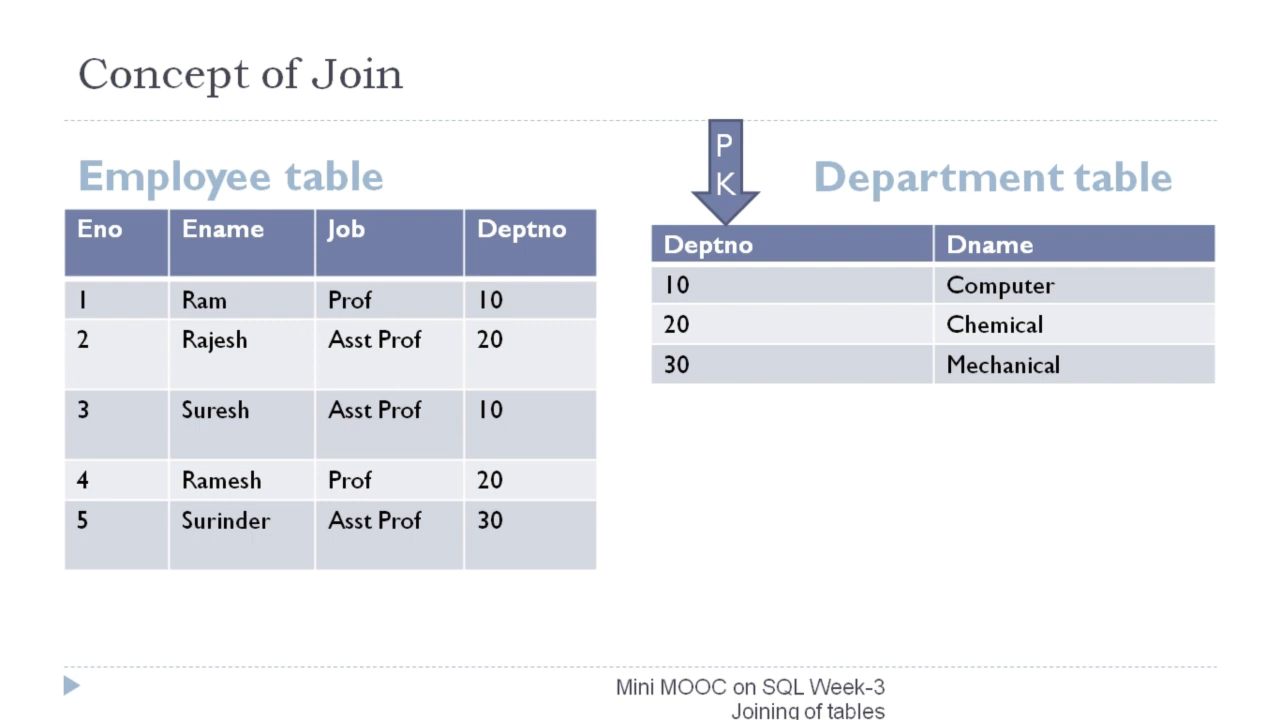 Concept of Join
P
K
Employee table
Department table
Eno Ename Job Deptno
1 Ram Prof 10
2 Rajesh Asst Prof 20
3 Suresh Asst Prof 10
4 Ramesh Prof 20
5 Surinder Asst Prof 30
Deptno Dname
10 Computer
20 Chemical
30 Mechanical
Mini MOOC on SQL Week-3
Joining of tables